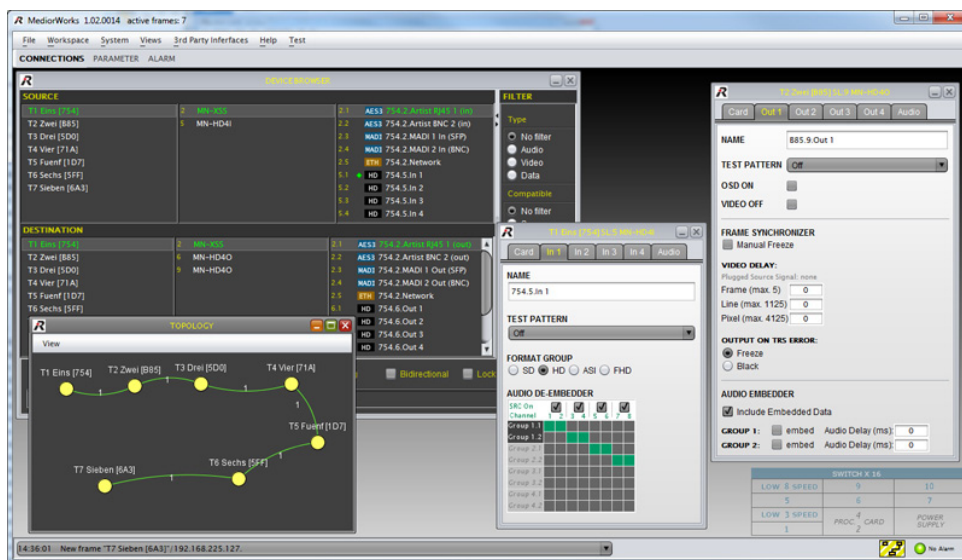 MediorWorks 1.02.0014 active frames: 7
File Workspace System Views 3rd Party Inferfaces Help Test
CONNECTIONS PARAMETER ALARM
DEVICEBROWSER
SOURCE
T1 Eins [754]
T2 Zwei [B85]
T3 Drei [5D0]
T4 Vier [71A]
T5 Fuenf [1D7]
T6 Sechs [5FF]
T7 Sieben [6A3]
2 MN-XSS
5 MN-HD4I
2.1 AES3 754.2.Artist RJ45 1 (in)
2.2 AES3 754.2.Artist BNC 2 (in)
2.3 MADI 754.2.MADI 1 In (SFP)
2.4 MADI 754.2.MADI 2 In (BNC)
2.5 ETH 754.2.Network
5.1 HD 754.5.In 1
5.2 HD 754.5.In 2
5.3 HD 754.5.In 3
5.4 HD 754.5.In 4
FILTER
Type
No filter
Audio
Video
Data
Compatible
No filter
DESTINATION
T1 Eins [754]
T2 Zwei [B85]
T3 Drei [5D0]
T4 Vier [71A]
T5 Fuenf [1D7]
T6 Sechs [5FF]
2 MN-XSS
6 MN-HD4O
9 MN-HD4O
2.1 AES3 754.2.Artist RJ45 1 (out)
2.2 AES3 754.2.Artist BNC 2 (out)
2.3 MADI 754.2.MADI 1 Out (SFP)
2.4 MADI 754.2.MADI 2 Out (BNC)
2.5 ETH 754.2.Network
6.1 HD 754.6.Out 1
HD 754.6.Out 2
HD 754.6.Out 3
HD 754.6.Out 4
Bidirectional Lock
TOPOLOGY
View
T1 Eins [754]
T2 Zwei [B85]
T3 Drei [5D0]
T4 Vier [71A]
1
1
1
1
T5 Fuenf [1D7]
T6 Sechs [5FF]
1
T7 Sieben [6A3]
1
T1 Eins [754] SL.5 MN-HD4I
Card In 1 In 2 In 3 In 4 Audio
NAME
754.5.In 1
TEST PATTERN
Off
FORMAT GROUP
SD HD ASI FHD
AUDIO DE-EMBEDDER
SRC On
Channel 1 2 3 4 5 6 7 8
Group 1.1
Group 1.2
Group 2.1
Group 2.2
Group 3.1
Group 3.2
Group 4.1
Group 4.2
T2 Zwei [B85] SL.9 MN-HD4O
Card Out 1 Out 2 Out 3 Out 4 Audio
NAME B85.9.Out 1
TEST PATTERN Off
OSD ON
VIDEO OFF
FRAME SYNCHRONIZER
Manual Freeze
VIDEO DELAY:
Plugged Source Signal: none
Frame (max. 5) 0
Line (max. 1125) 0
Pixel (max. 4125) 0
OUTPUT ON TRS ERROR:
Freeze
Black
AUDIO EMBEDDER
Include Embedded Data
GROUP 1: embed Audio Delay (ms): 0
GROUP 2: embed Audio Delay (ms): 0
SWITCH X 16
LOW 8 SPEED 9 10
5 6 7
LOW 3 SPEED PROC. 4 CARD POWER SUPPLY
1 2
14:36:01 New frame "T7 Sieben [6A3]"/192.168.225.127.
No Alarm